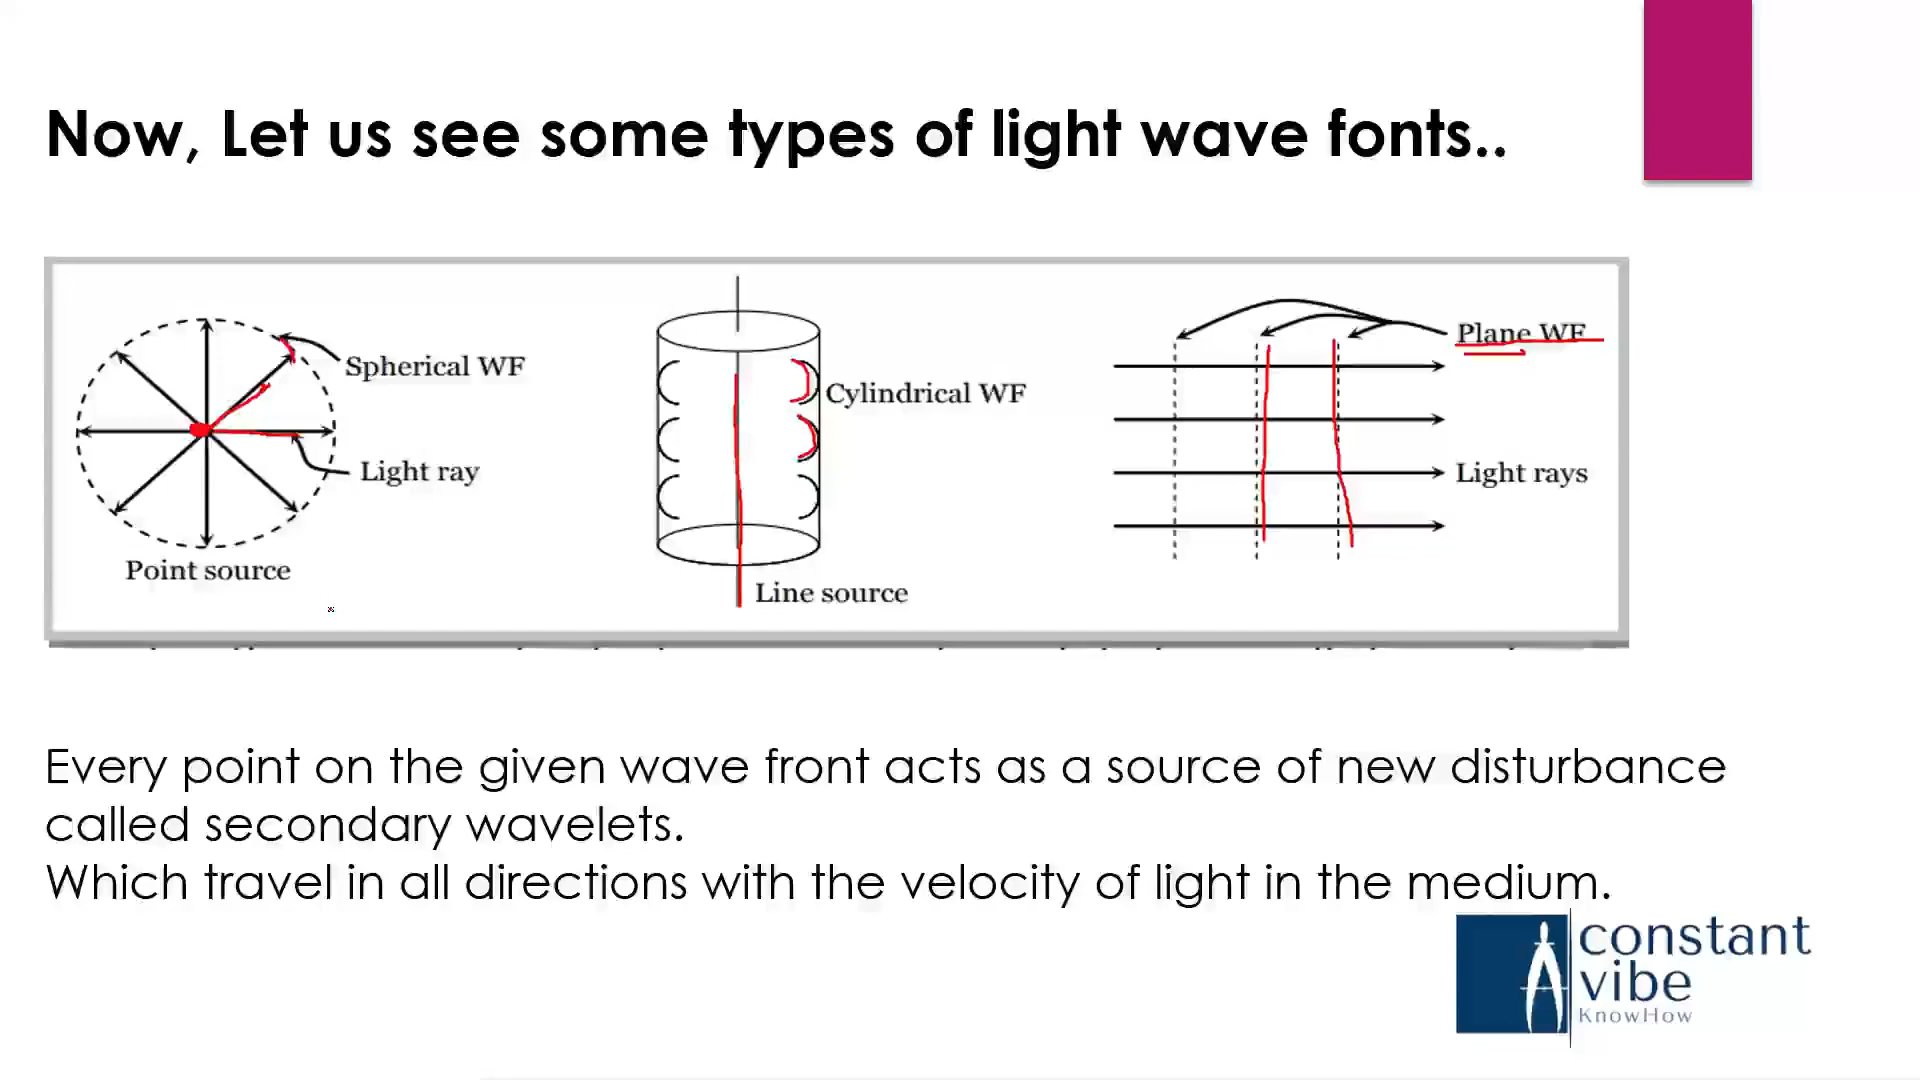 Now, Let us see some types of light wave fonts..
Spherical WF
Light ray
Point source
Cylindrical WF
Line source
Plane WF
Light rays
Every point on the given wave front acts as a source of new disturbance
called secondary wavelets.
Which travel in all directions with the velocity of light in the medium.
constant
vibe
KnowHow